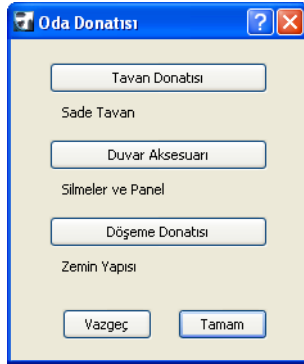 Oda Donatısı
Tavan Donatısı
Sade Tavan
Duvar Aksesuarı
Silmeler ve Panel
Döşeme Donatısı
Zemin Yapısı
Vazgeç Tamam